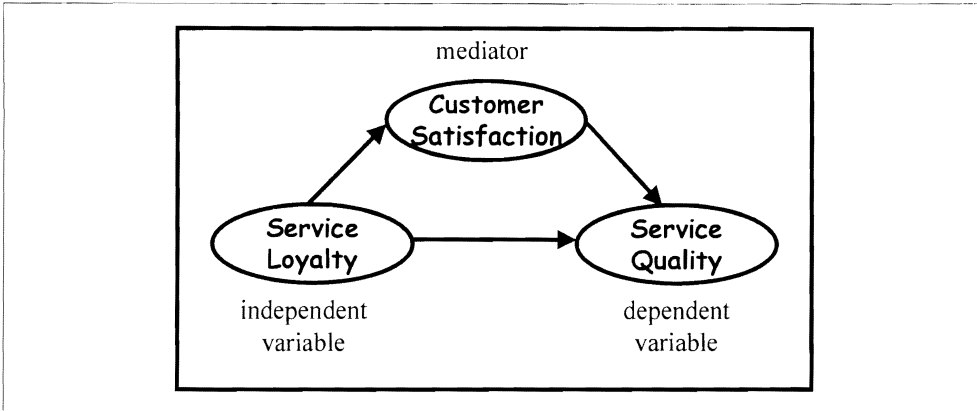 mediator
Customer
Satisfaction
Service
Loyalty
Service
Quality
independent
variable
dependent
variable